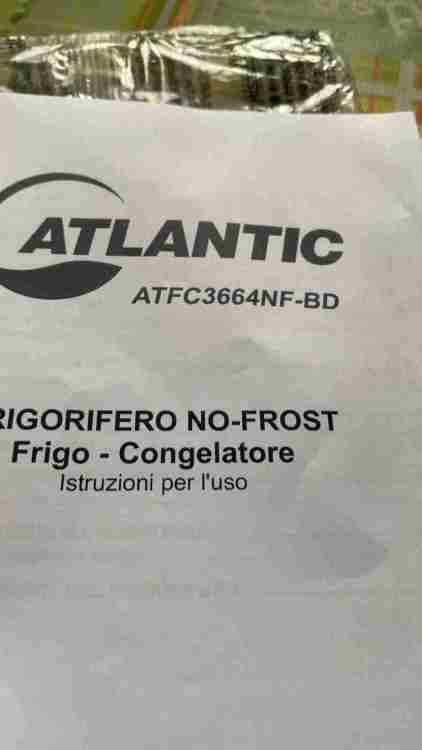 ATLANTIC
ATFC3664NF-BD
RIGORIFERO NO-FROST
Frigo - Congelatore
Istruzioni per l'uso